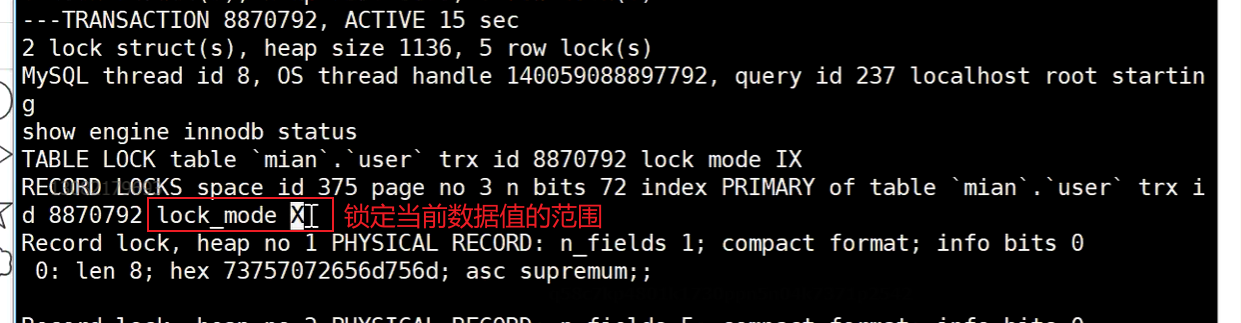 ---TRANSACTION 8870792, ACTIVE 15 sec
2 lock struct(s), heap size 1136, 5 row lock(s)
MySQL thread id 8, OS thread handle 140059088897792, query id 237 localhost root startin
g
show engine innodb status
TABLE LOCK table `mian`.`user` trx id 8870792 lock mode IX
RECORD LOCKS space id 375 page no 3 n bits 72 index PRIMARY of table `mian`.`user` trx i
d 8870792 lock_mode X 锁定当前数据值的范围
Record lock, heap no 1 PHYSICAL RECORD: n_fields 1; compact format; info bits 0
 0: len 8; hex 73757072656d756d; asc supremum;;